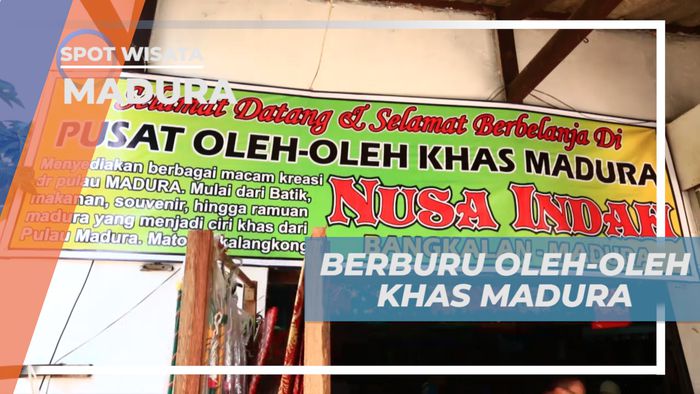 SPOT WISATA
MADURA
Selamat Datang & Selamat Berbelanja Di
PUSAT OLEH-OLEH KHAS MADURA
Menyediakan berbagai macam kreasi
dr pulau MADURA. Mulai dari Batik,
makanan, souvenir, hingga ramuan
madura yang menjadi ciri khas dari
Pulau Madura. Mator kalangkong
NUSA INDAH
BANGKALAN - MADURA
BERBURU OLEH-OLEH
KHAS MADURA